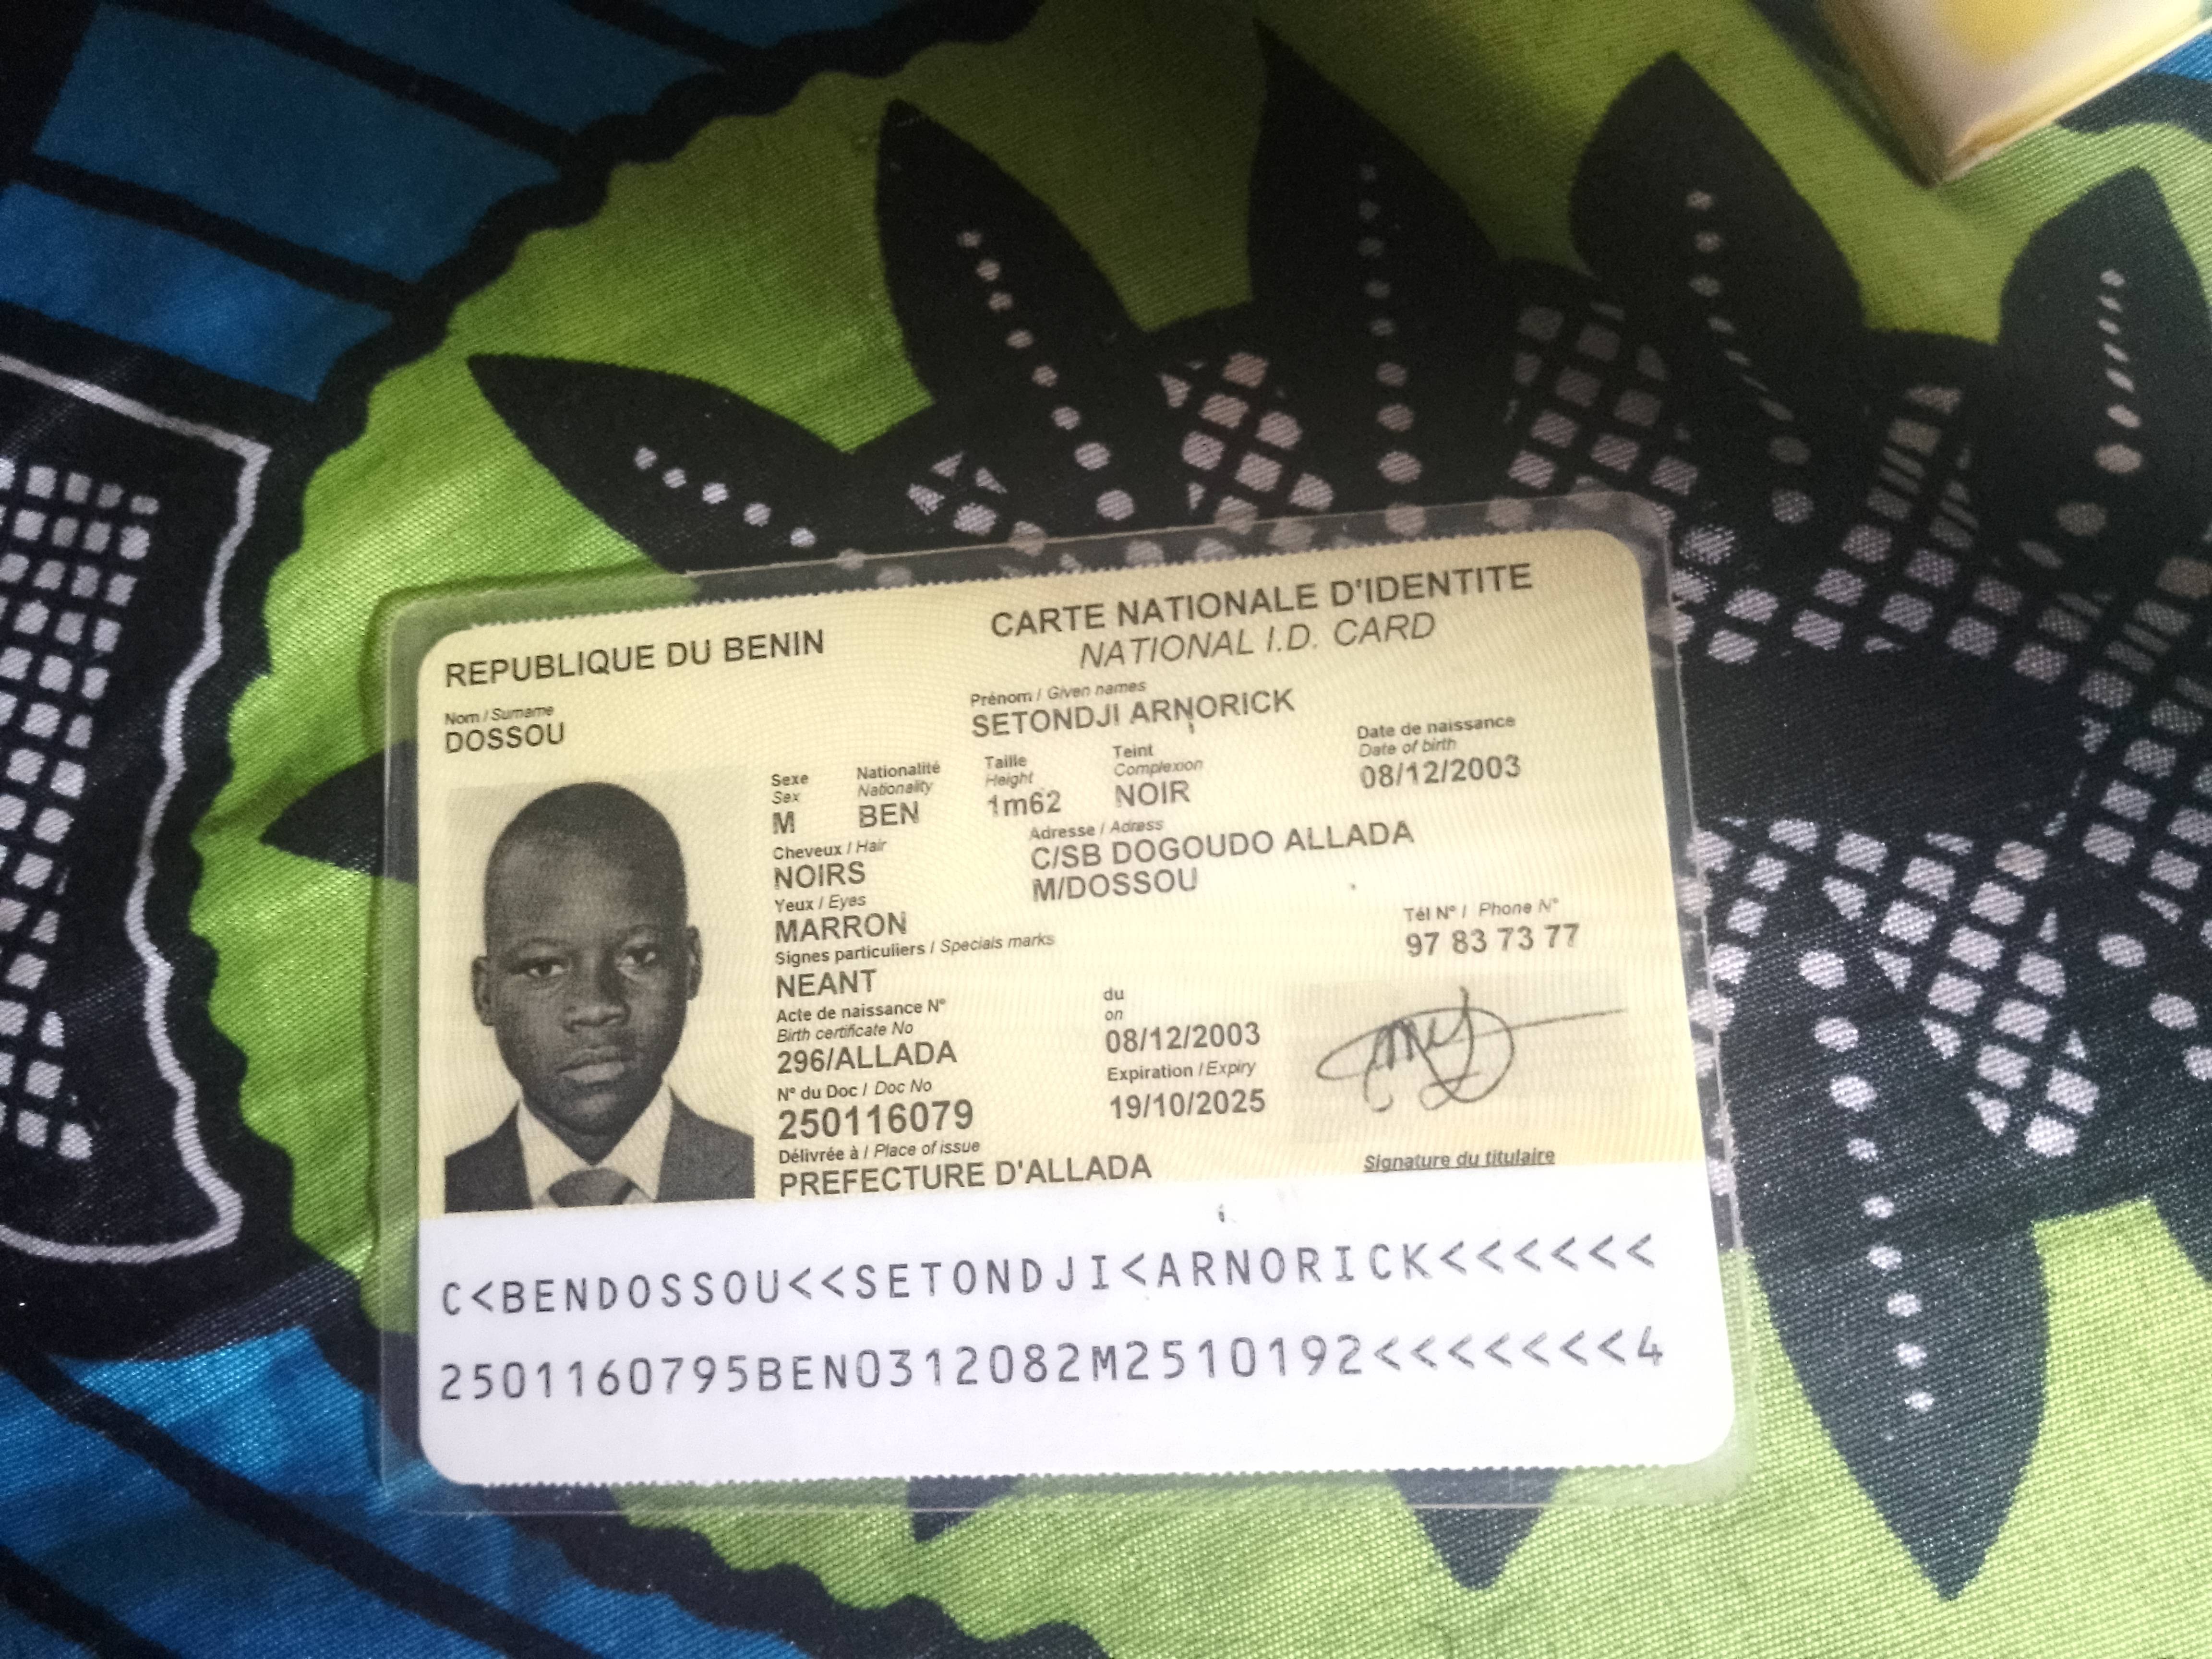 REPUBLIQUE DU BENIN
CARTE NATIONALE D'IDENTITE
NATIONAL I.D. CARD
Nom / Surname
DOSSOU
Prénom / Given names
SETONDJI ARNORICK
Sexe
Sex
M
Nationalité
Nationality
BEN
Taille
Height
1m62
Teint
Complexion
NOIR
Date de naissance
Date of birth
08/12/2003
Cheveux / Hair
NOIRS
Adresse / Adress
C/SB DOGOUDO ALLADA
M/DOSSOU
Yeux / Eyes
MARRON
Signes particuliers / Specials marks
NEANT
Tél N° / Phone N°
97 83 73 77
Acte de naissance N°
Birth certificate No
296/ALLADA
du
on
08/12/2003
N° du Doc / Doc No
250116079
Expiration / Expiry
19/10/2025
Délivrée à / Place of issue
PREFECTURE D'ALLADA
Signature du titulaire
C<BENDOSSOU<<SETONDJI<ARNORICK<<<<<<
2501160795BEN0312082M2510192<<<<<<<4